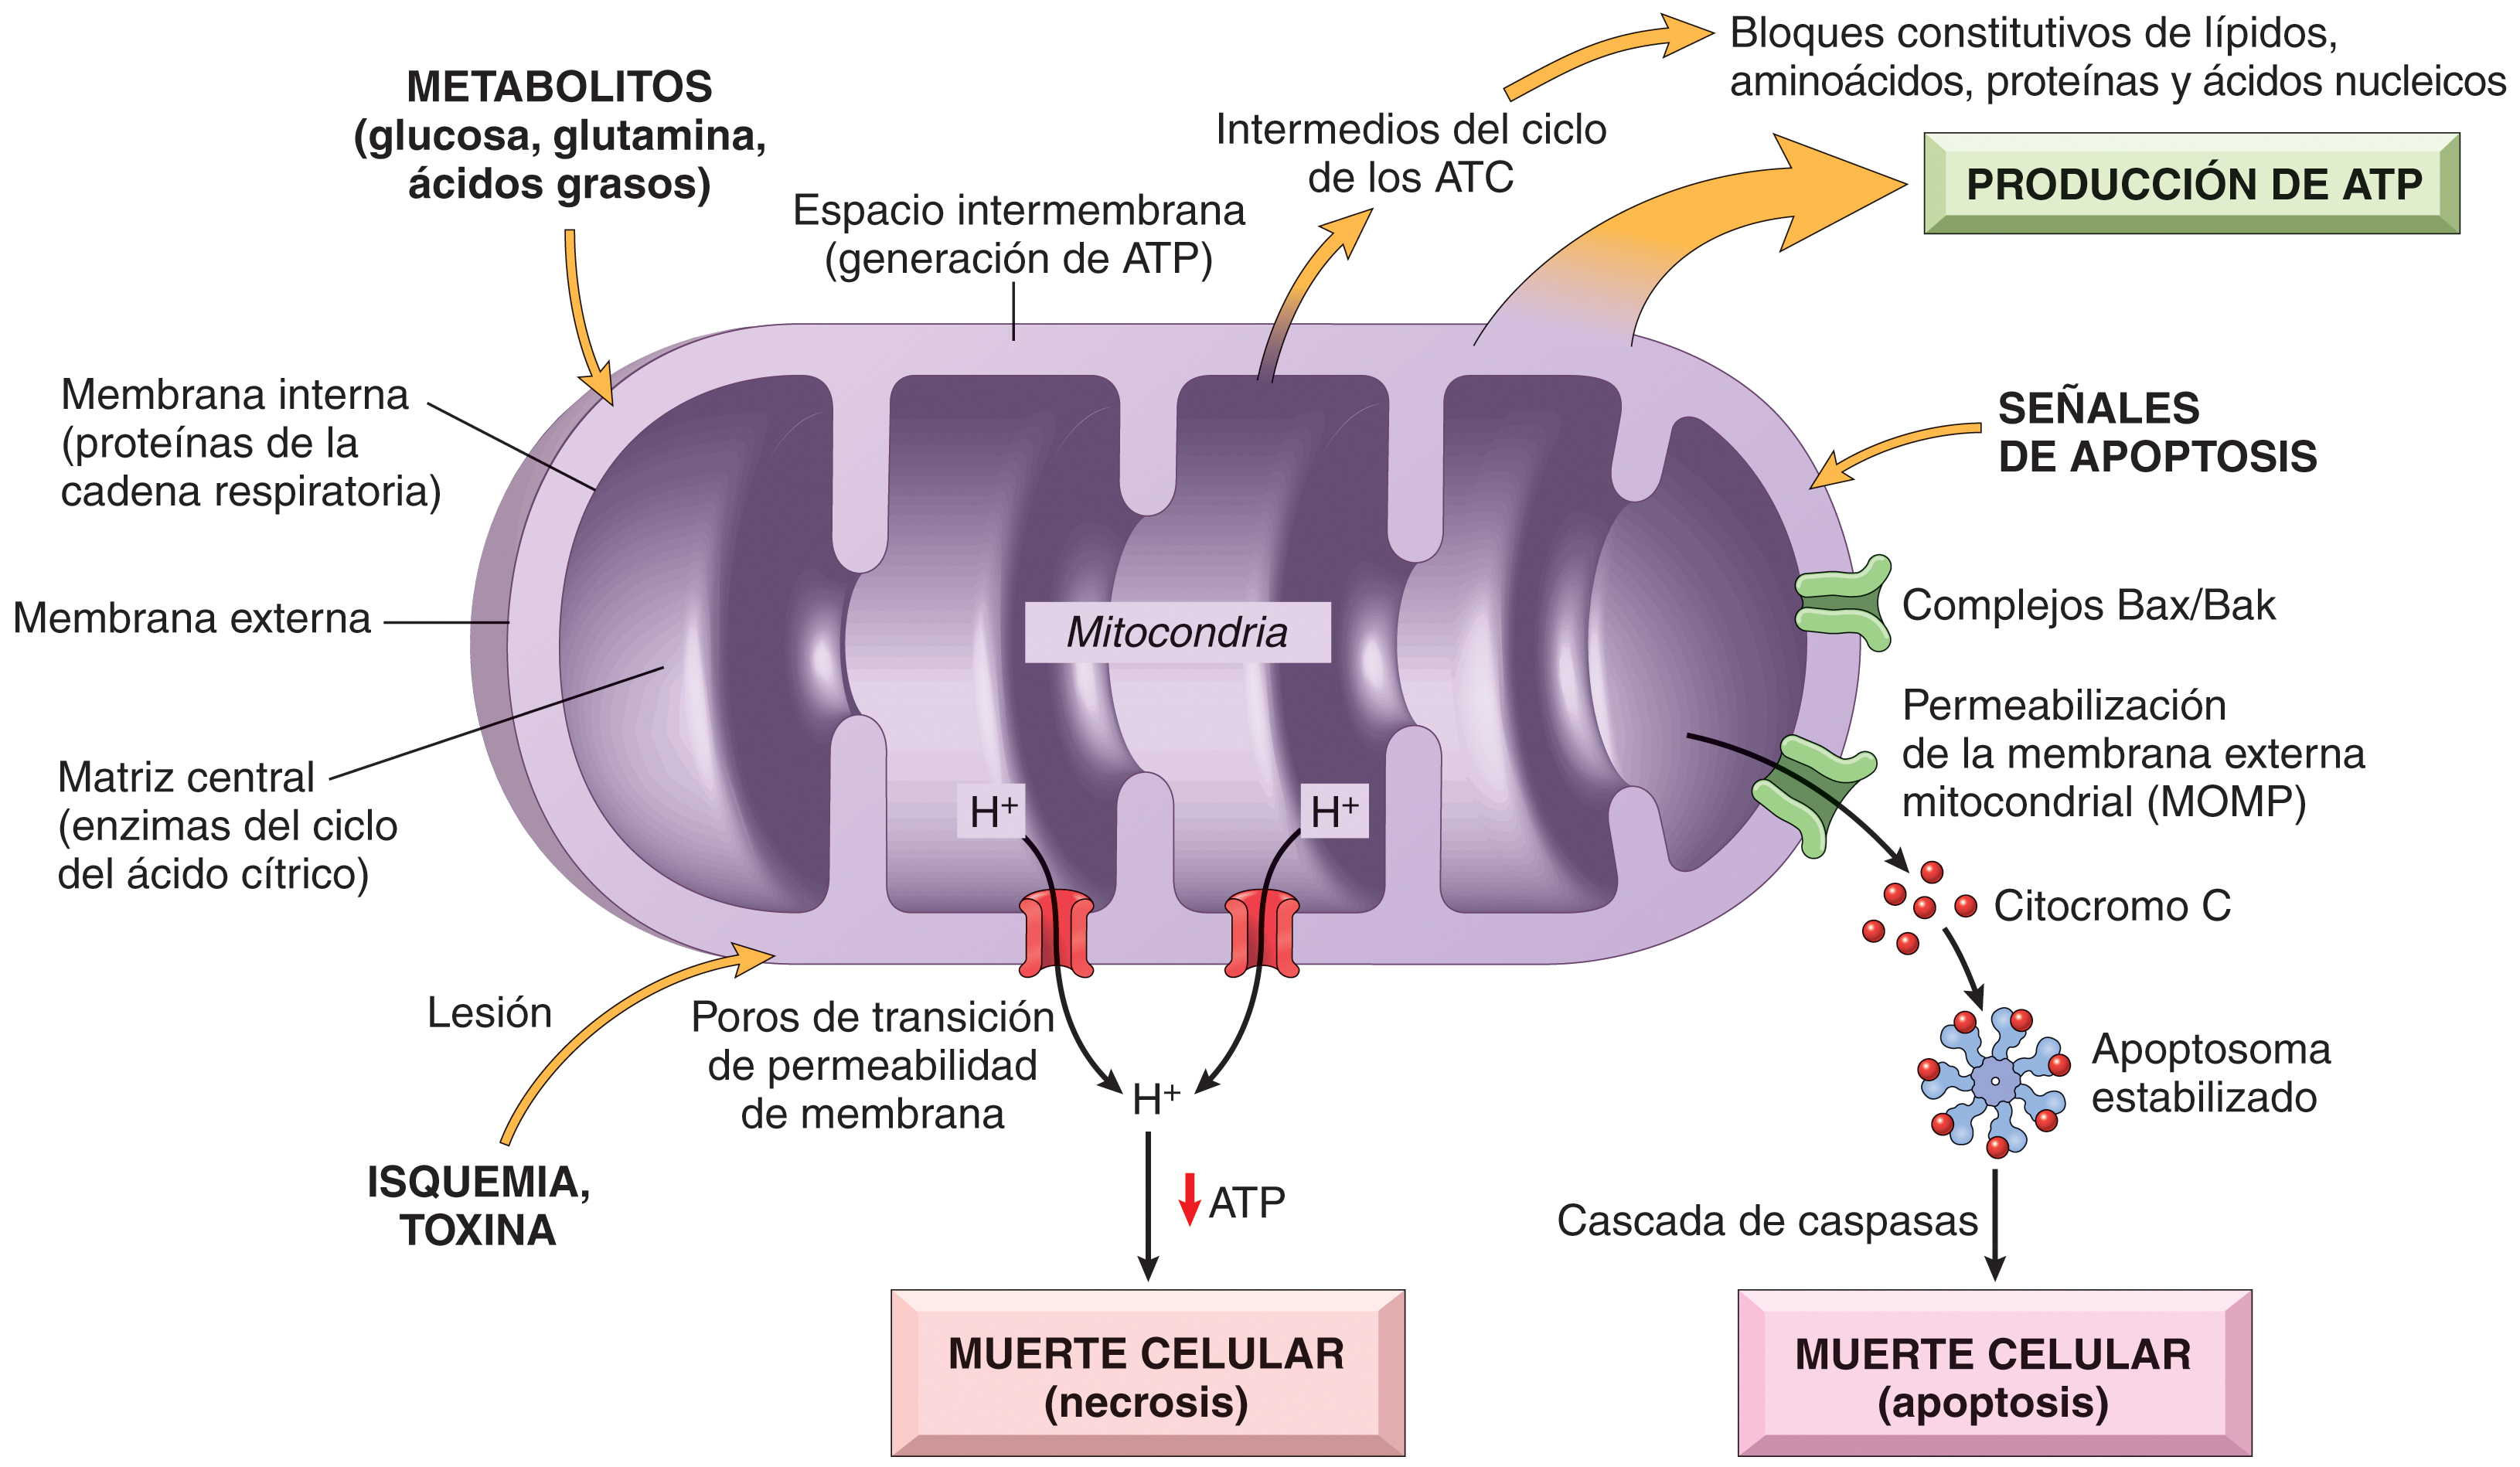 Bloques constitutivos de lípidos,
aminoácidos, proteínas y ácidos nucleicos
METABOLITOS
(glucosa, glutamina,
ácidos grasos)
Intermedios del ciclo
de los ATC
PRODUCCIÓN DE ATP
Espacio intermembrana
(generación de ATP)
Membrana interna
(proteínas de la
cadena respiratoria)
SEÑALES
DE APOPTOSIS
Membrana externa
Mitocondria
Complejos Bax/Bak
Permeabilización
de la membrana externa
mitocondrial (MOMP)
Matriz central
(enzimas del ciclo
del ácido cítrico)
H+
H+
Citocromo C
Lesión
Poros de transición
de permeabilidad
de membrana
H+
Apoptosoma
estabilizado
ISQUEMIA,
TOXINA
ATP
Cascada de caspasas
MUERTE CELULAR
(necrosis)
MUERTE CELULAR
(apoptosis)